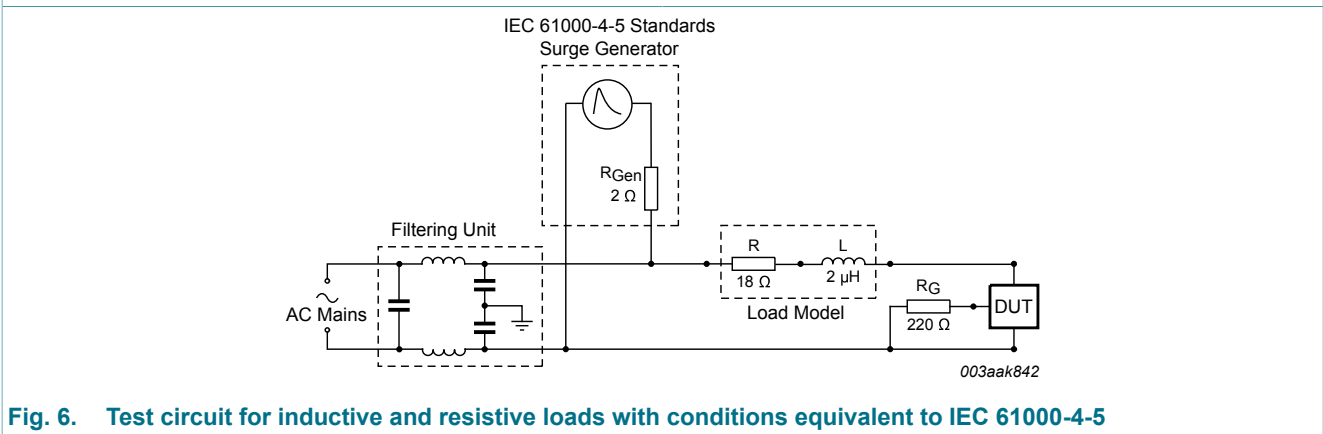 IEC 61000-4-5 Standards
Surge Generator
RGen
2 Ω
Filtering Unit
R
L
18 Ω
2 µH
Load Model
AC Mains
RG
220 Ω
DUT
003aak842
Fig. 6. Test circuit for inductive and resistive loads with conditions equivalent to IEC 61000-4-5